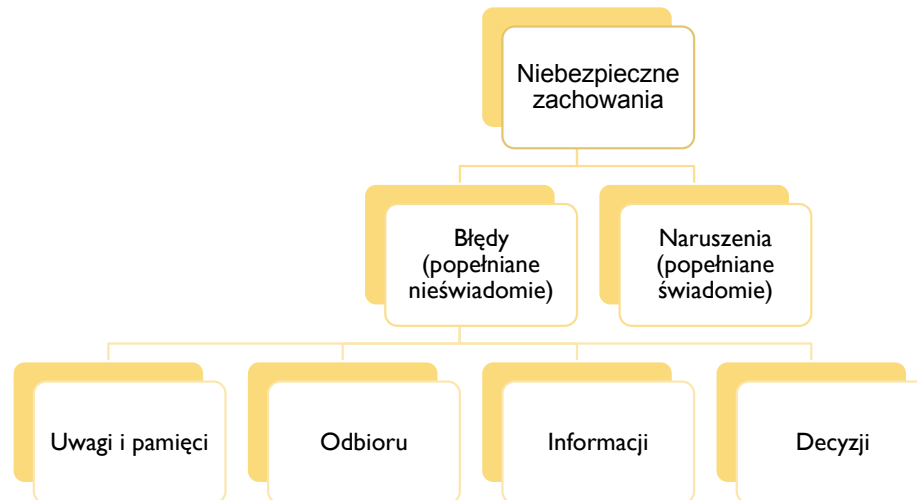 Niebezpieczne
zachowania
Błędy
(popełniane
nieświadomie)
Naruszenia
(popełniane
świadomie)
Uwagi i pamięci
Odbioru
Informacji
Decyzji